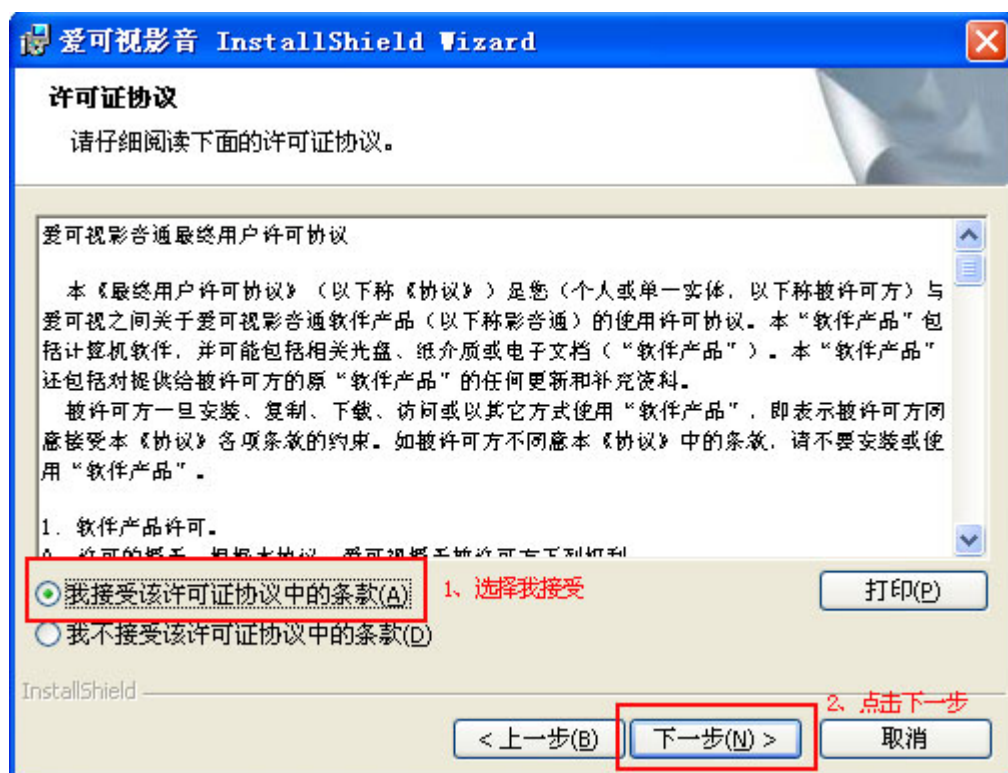 爱可视影音 InstallShield Wizard
许可证协议
请仔细阅读下面的许可证协议。
爱可视影音通最终用户许可协议
本《最终用户许可协议》（以下称《协议》）是您（个人或单一实体，以下称被许可方）与
爱可视之间关于爱可视影音通软件产品（以下称影音通）的使用许可协议。本“软件产品”包
括计算机软件，并可能包括相关光盘、纸介质或电子文档（“软件产品”）。本“软件产品”
还包括对提供给被许可方的原“软件产品”的任何更新和补充资料。
被许可方一旦安装、复制、下载、访问或以其它方式使用“软件产品”，即表示被许可方同
意接受本《协议》各项条款的约束。如被许可方不同意本《协议》中的条款，请不要安装或使
用“软件产品”。
1. 软件产品许可。
我接受该许可证协议中的条款(A)
1、选择我接受
打印(P)
我不接受该许可证协议中的条款(D)
InstallShield
2、点击下一步
< 上一步(B)
下一步(N) >
取消